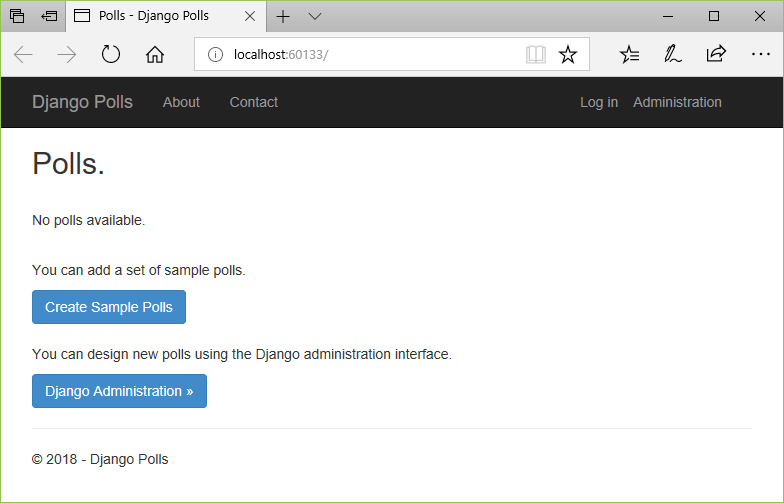 Polls - Django Polls
localhost:60133/
Django Polls About Contact Log in Administration
Polls.
No polls available.
You can add a set of sample polls.
Create Sample Polls
You can design new polls using the Django administration interface.
Django Administration »
© 2018 - Django Polls